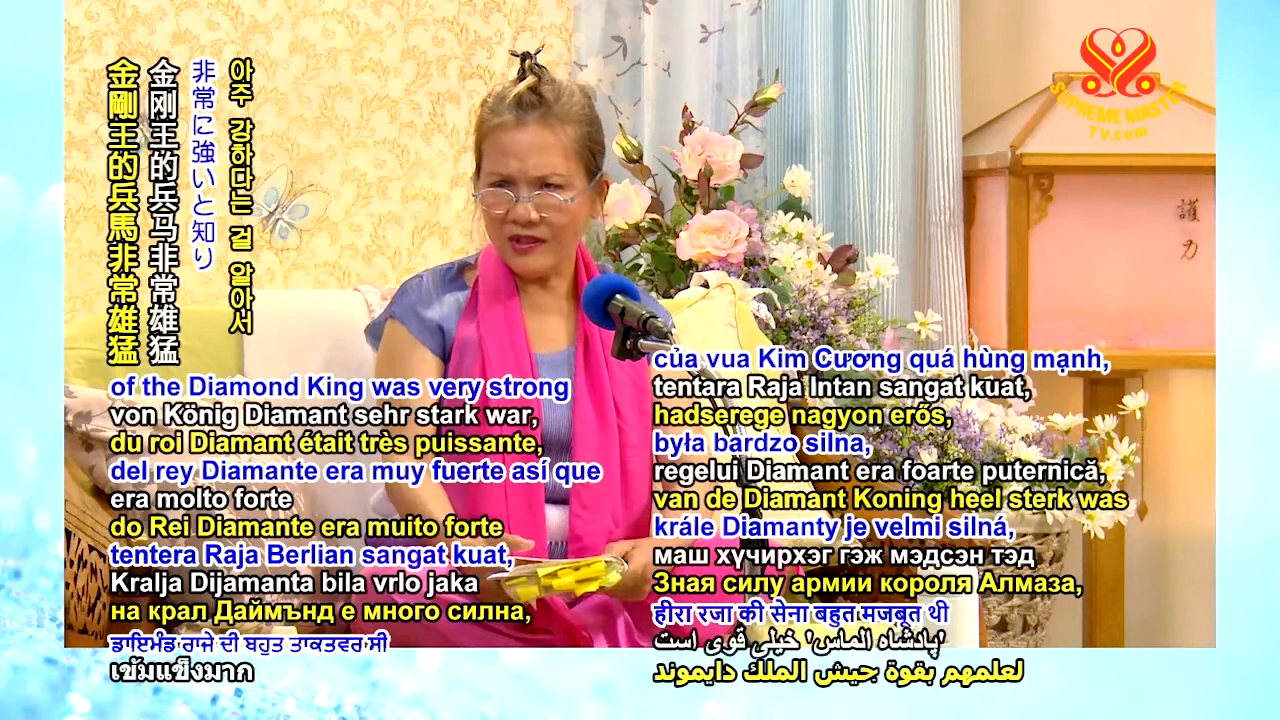 아주 강하다는 걸 알아서
非常に強いと知り
金刚王的兵马非常雄猛
金剛王的兵馬非常雄猛
of the Diamond King was very strong
von König Diamant sehr stark war,
du roi Diamant était très puissante,
del rey Diamante era muy fuerte así que
era molto forte
do Rei Diamante era muito forte
tentera Raja Berlian sangat kuat,
Kralja Dijamanta bila vrlo jaka
на крал Даймънд е много силна,
ਡਾਇਮੰਡ ਰਾਜੇ ਦੀ ਬਹੁਤ ਤਾਕਤਵਰ ਸੀ
เข้มแข็งมาก
của vua Kim Cương quá hùng mạnh,
tentara Raja Intan sangat kuat,
hadserege nagyon erős,
była bardzo silna,
regelui Diamant era foarte puternică,
van de Diamant Koning heel sterk was
krále Diamanty je velmi silná,
маш хүчирхэг гэж мэдсэн тэд
Зная силу армии короля Алмаза,
हीरा रजा की सेना बहुत मजबूत थी
'پادشاه الماس' خیلی قوی است
لعلمهم بقوة جيش الملك دايموند
SUPREME MASTER
TV.com
護
力